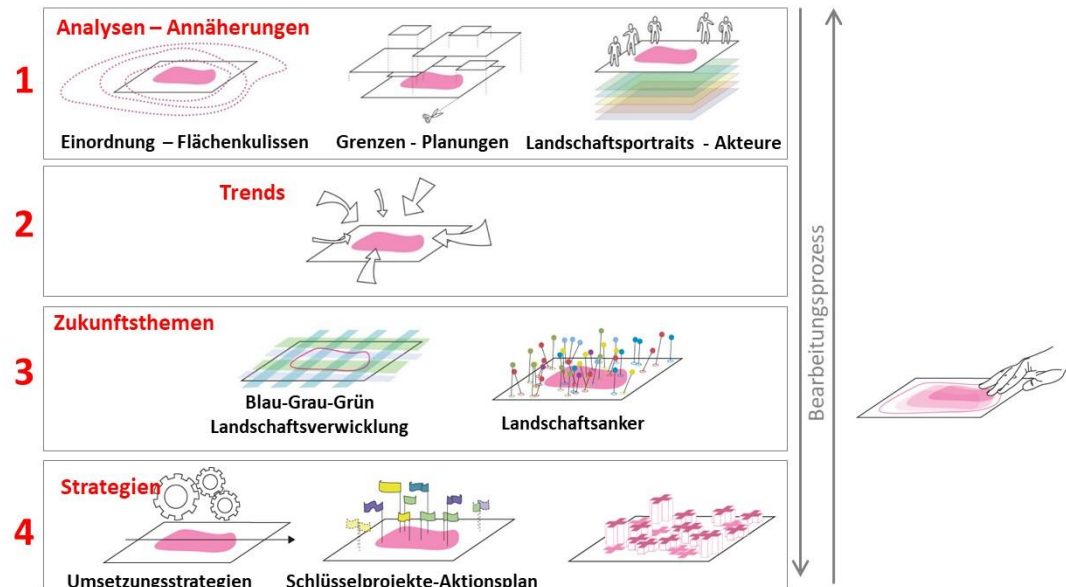 Analysen – Annäherungen
1
Einordnung – Flächenkulissen
Grenzen - Planungen
Landschaftsportraits - Akteure
Trends
2
Zukunftsthemen
3
Blau-Grau-Grün
Landschaftsverwicklung
Landschaftsanker
Strategien
4
Umsetzungsstrategien
Schlüsselprojekte-Aktionsplan
Bearbeitungsprozess